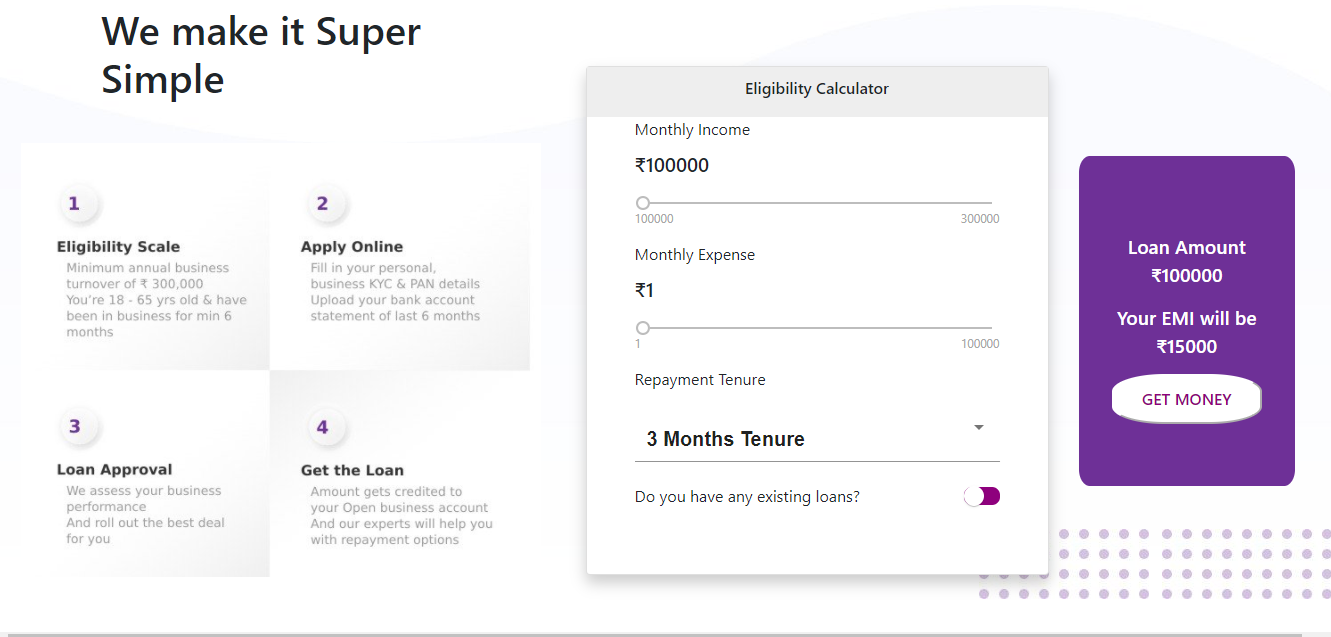 We make it Super
Simple
1
Eligibility Scale
Minimum annual business
turnover of ₹ 300,000
You're 18 - 65 yrs old & have
been in business for min 6
months
2
Apply Online
Fill in your personal,
business KYC & PAN details
Upload your bank account
statement of last 6 months
3
Loan Approval
We assess your business
performance
And roll out the best deal
for you
4
Get the Loan
Amount gets credited to
your Open business account
And our experts will help you
with repayment options
Eligibility Calculator
Monthly Income
₹100000
100000 300000
Monthly Expense
₹1
1 100000
Repayment Tenure
3 Months Tenure
Do you have any existing loans?
Loan Amount
₹100000
Your EMI will be
₹15000
GET MONEY